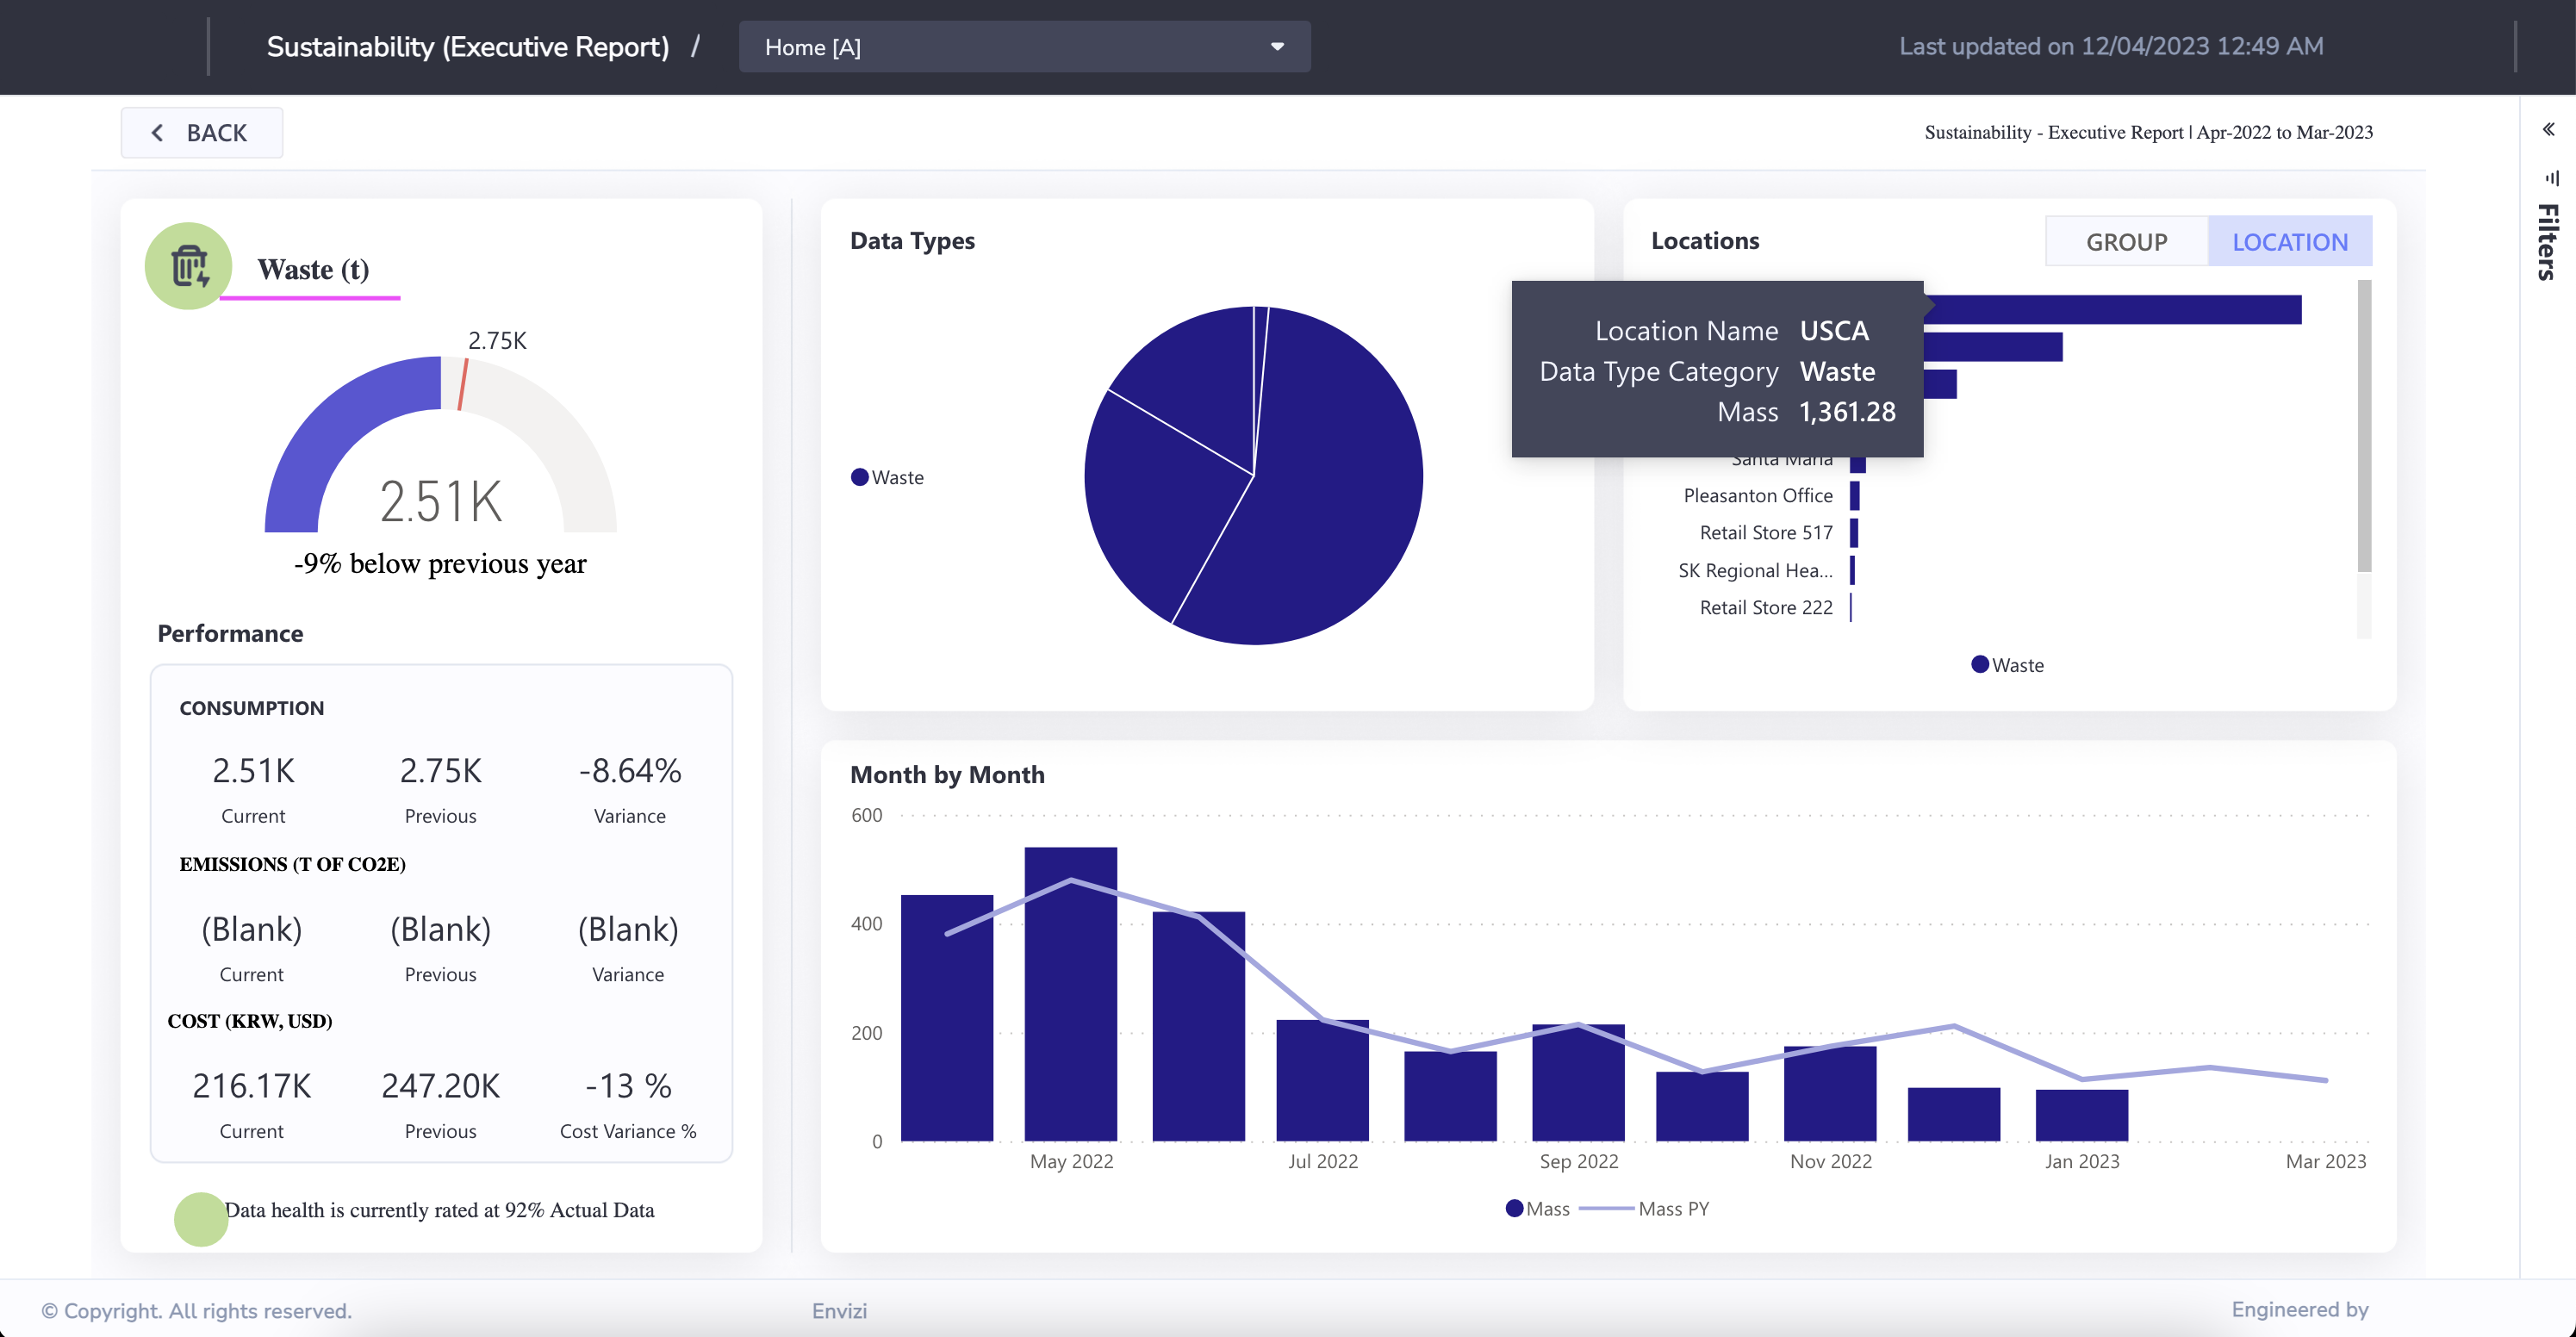 Sustainability (Executive Report) / Home [A]
Last updated on 12/04/2023 12:49 AM
BACK
Sustainability - Executive Report | Apr-2022 to Mar-2023
Filters
Waste (t)
2.75K
2.51K
-9% below previous year
Performance
CONSUMPTION
2.51K 2.75K -8.64%
Current Previous Variance
EMISSIONS (T OF CO2E)
(Blank) (Blank) (Blank)
Current Previous Variance
COST (KRW, USD)
216.17K 247.20K -13 %
Current Previous Cost Variance %
Data health is currently rated at 92% Actual Data
Data Types
Waste
Locations
GROUP LOCATION
Location Name USCA
Data Type Category Waste
Mass 1,361.28
Santa Maria
Pleasanton Office
Retail Store 517
SK Regional Hea...
Retail Store 222
Waste
Month by Month
600
400
200
0
May 2022 Jul 2022 Sep 2022 Nov 2022 Jan 2023 Mar 2023
Mass Mass PY
© Copyright. All rights reserved.
Envizi
Engineered by